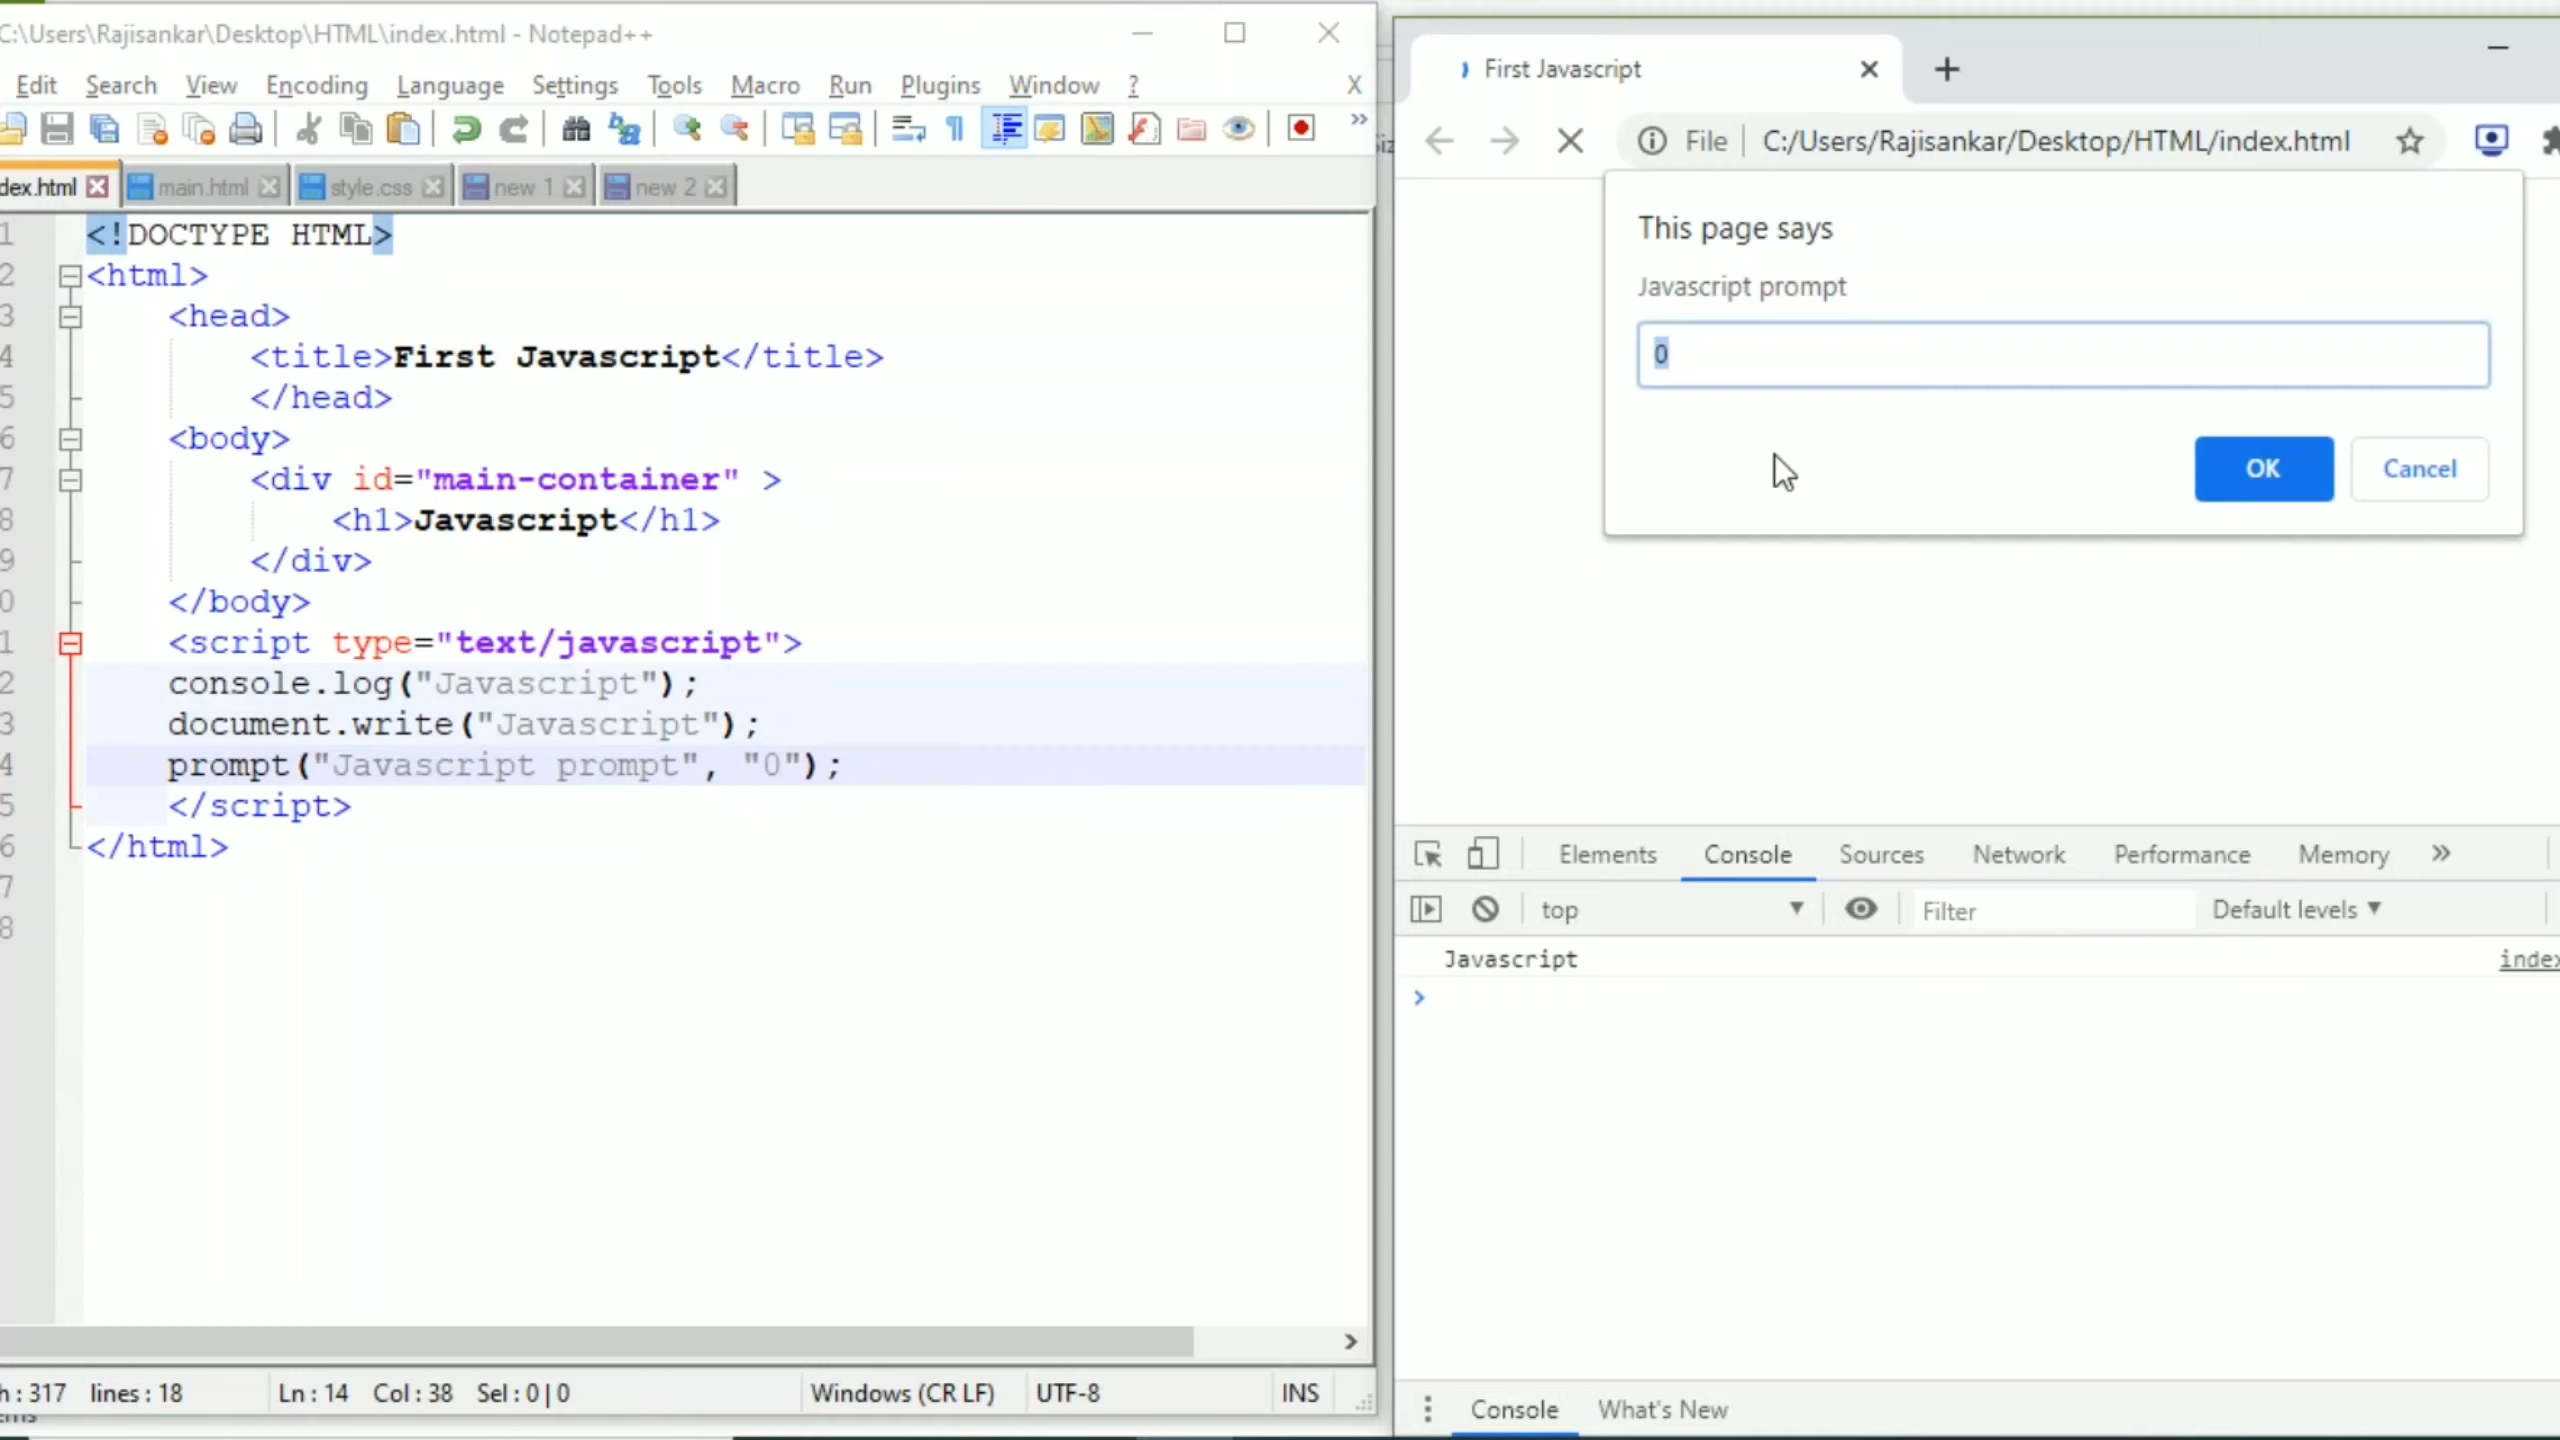 C:\Users\Rajisankar\Desktop\HTML\index.html - Notepad++
Edit Search View Encoding Language Settings Tools Macro Run Plugins Window ? X
dex.html main.html style.css new 1 new 2
1 <!DOCTYPE HTML>
2 <html>
3 <head>
4 <title>First Javascript</title>
5 </head>
6 <body>
7 <div id="main-container" >
8 <h1>Javascript</h1>
9 </div>
0 </body>
1 <script type="text/javascript">
2 console.log("Javascript");
3 document.write("Javascript");
4 prompt("Javascript prompt", "0");
5 </script>
6 </html>
7
8
h : 317 lines : 18 Ln : 14 Col : 38 Sel : 0 | 0 Windows (CR LF) UTF-8 INS
First Javascript
File C:/Users/Rajisankar/Desktop/HTML/index.html
This page says
Javascript prompt
0
OK Cancel
Elements Console Sources Network Performance Memory »
top Filter Default levels
Javascript index
>
Console What's New